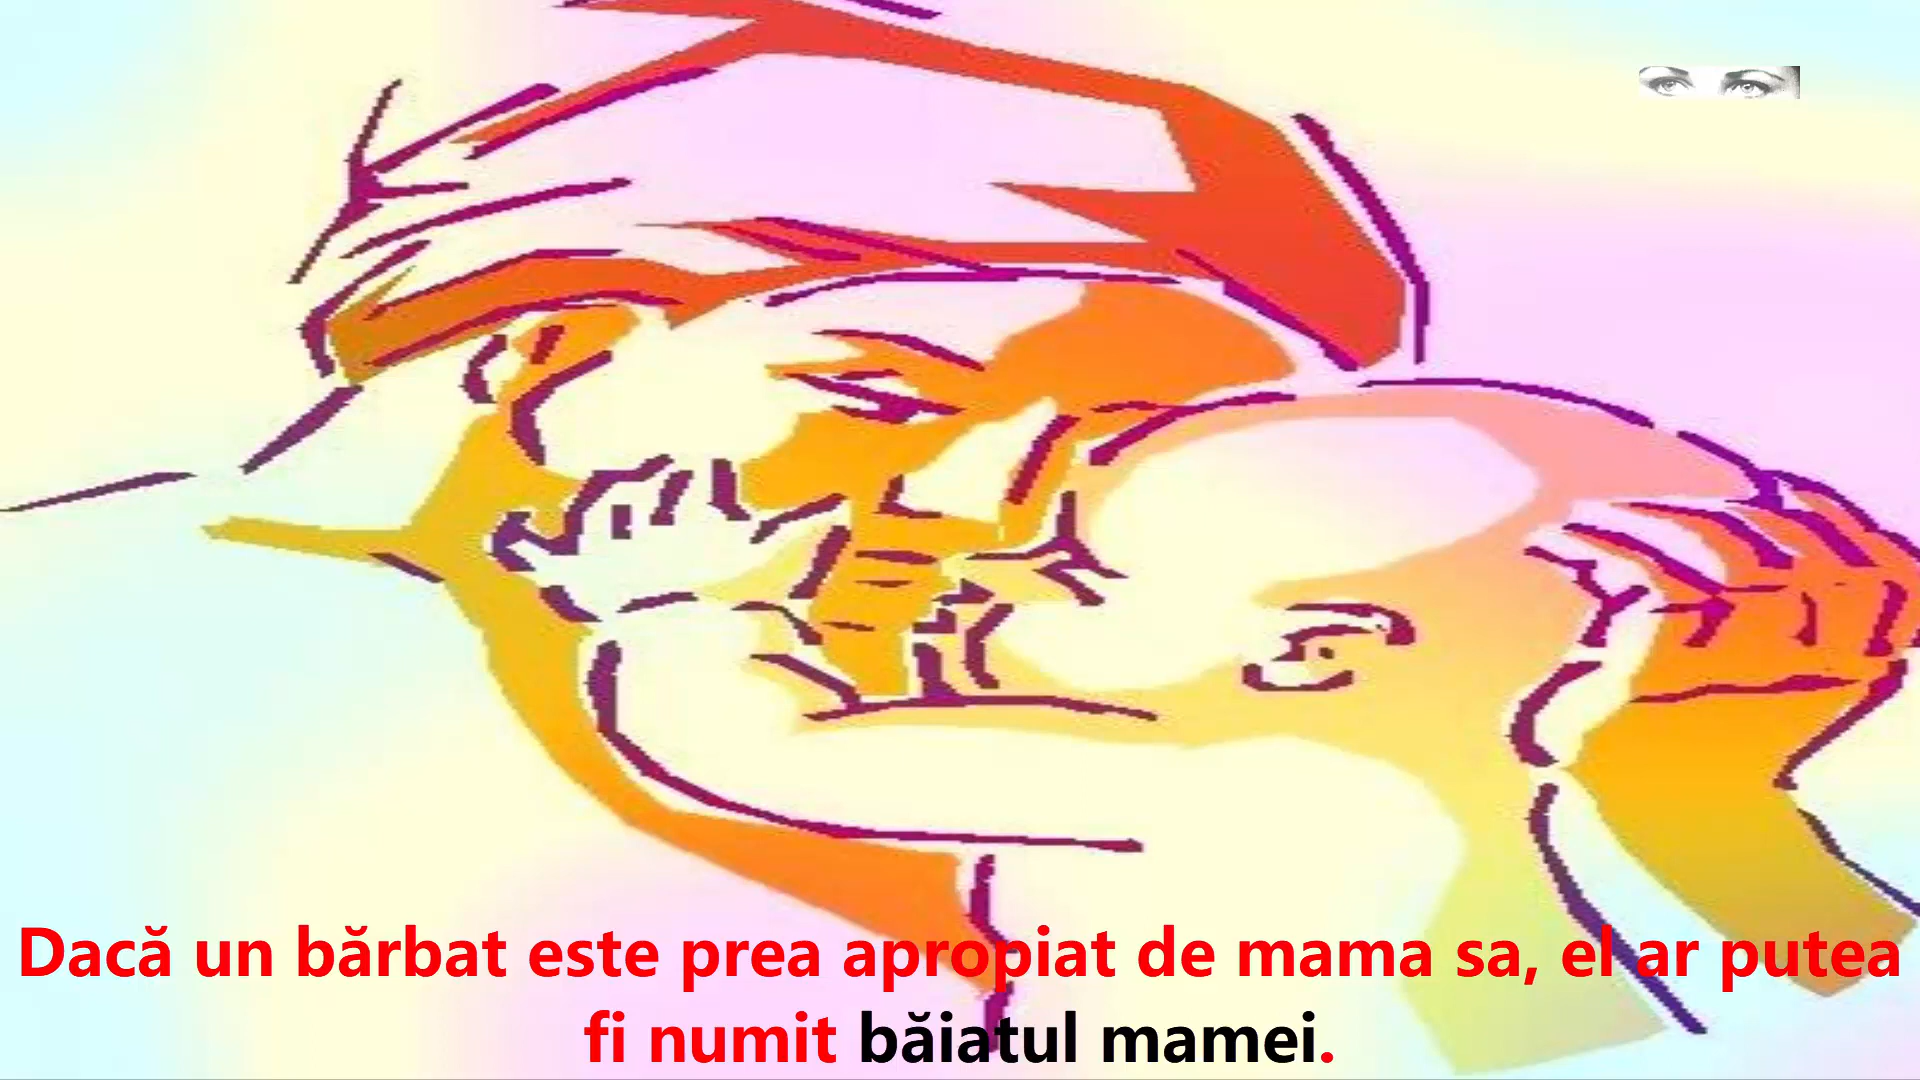 Dacă un bărbat este prea apropiat de mama sa, el ar putea
fi numit băiatul mamei.